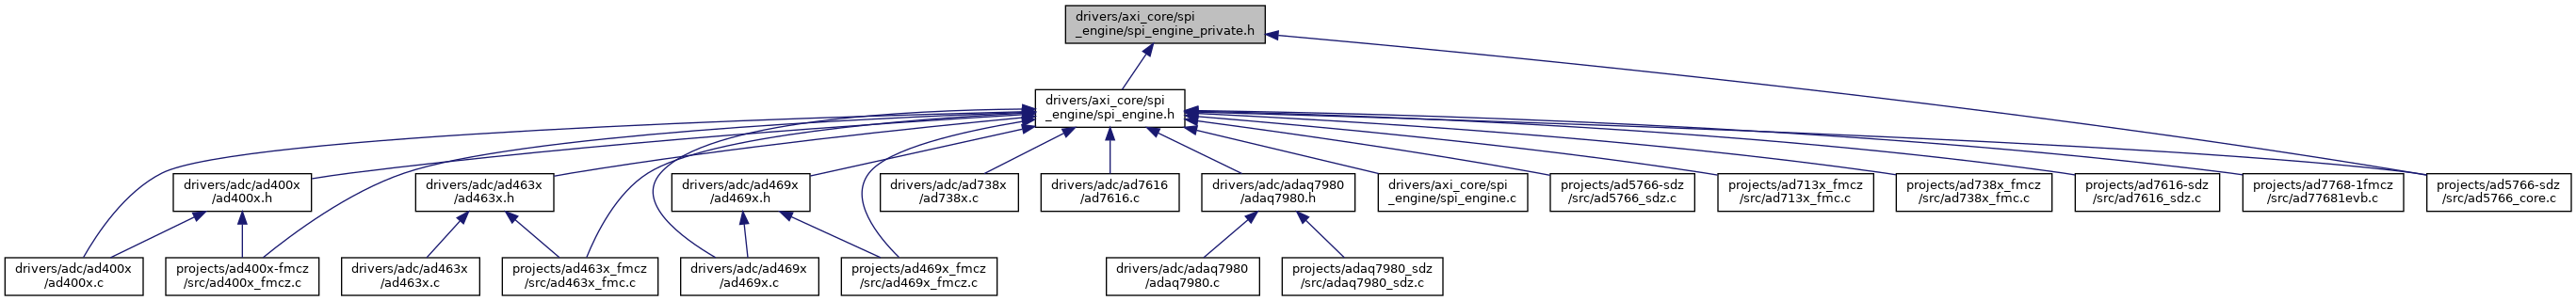 drivers/axi_core/spi
_engine/spi_engine_private.h
drivers/axi_core/spi
_engine/spi_engine.h
drivers/adc/ad400x
/ad400x.h
drivers/adc/ad463x
/ad463x.h
drivers/adc/ad469x
/ad469x.h
drivers/adc/ad738x
/ad738x.c
drivers/adc/ad7616
/ad7616.c
drivers/adc/adaq7980
/adaq7980.h
drivers/axi_core/spi
_engine/spi_engine.c
projects/ad5766-sdz
/src/ad5766_sdz.c
projects/ad713x_fmcz
/src/ad713x_fmc.c
projects/ad738x_fmcz
/src/ad738x_fmc.c
projects/ad7616-sdz
/src/ad7616_sdz.c
projects/ad7768-1fmcz
/src/ad77681evb.c
projects/ad5766-sdz
/src/ad5766_core.c
drivers/adc/ad400x
/ad400x.c
projects/ad400x-fmcz
/src/ad400x_fmcz.c
drivers/adc/ad463x
/ad463x.c
projects/ad463x_fmcz
/src/ad463x_fmc.c
drivers/adc/ad469x
/ad469x.c
projects/ad469x_fmcz
/src/ad469x_fmcz.c
drivers/adc/adaq7980
/adaq7980.c
projects/adaq7980_sdz
/src/adaq7980_sdz.c